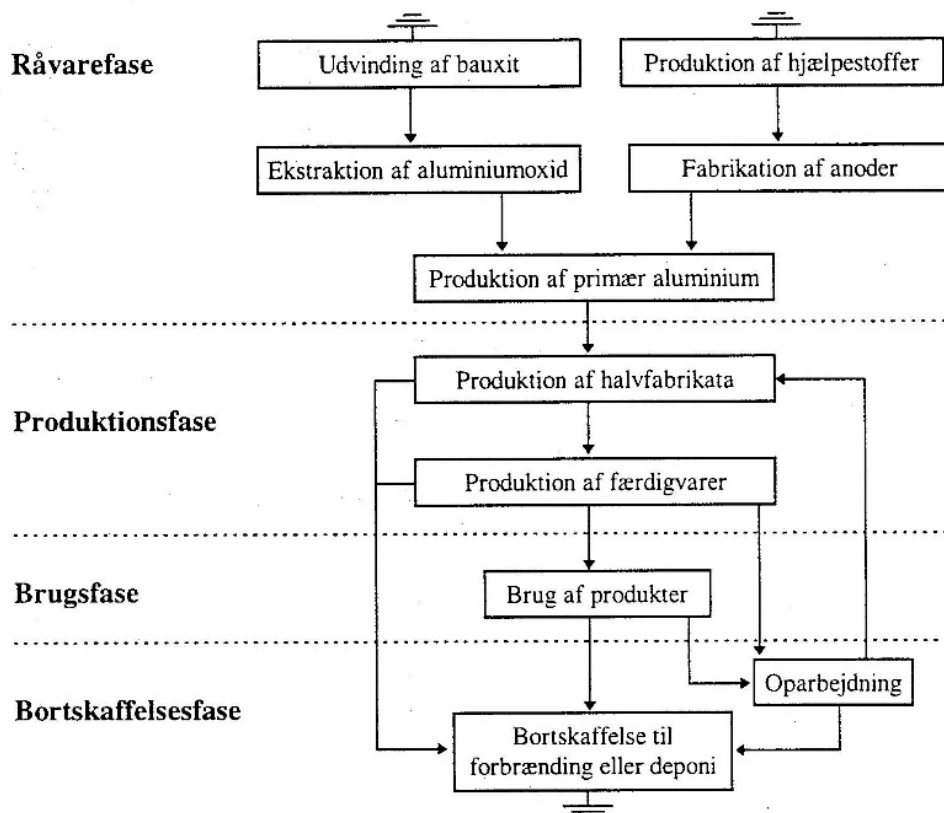 Råvarefase
Udvinding af bauxit
Produktion af hjælpestoffer
Ekstraktion af aluminiumoxid
Fabrikation af anoder
Produktion af primær aluminium
Produktionsfase
Produktion af halvfabrikata
Produktion af færdigvarer
Brugsfase
Brug af produkter
Bortskaffelsesfase
Oparbejdning
Bortskaffelse til
forbrænding eller deponi